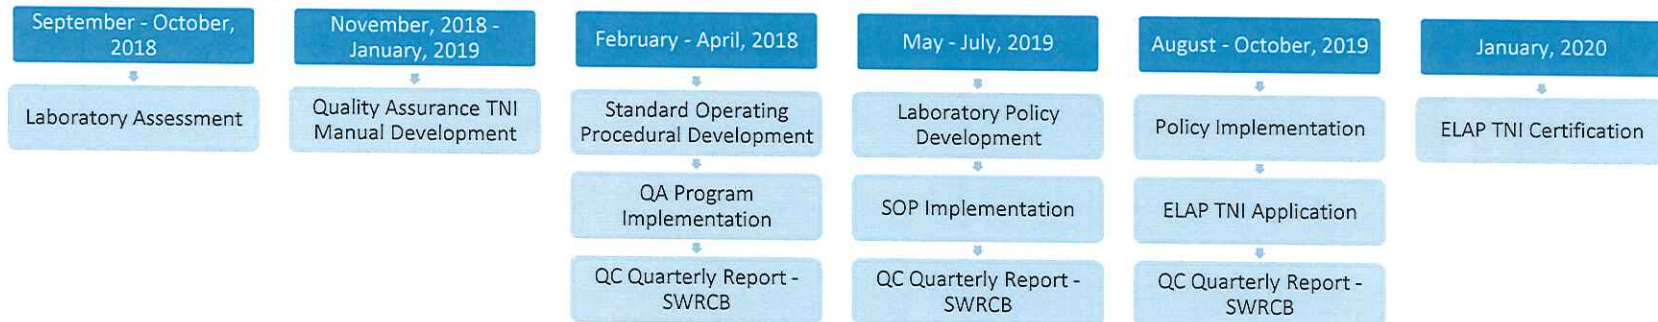 September - October,
2018
Laboratory Assessment
November, 2018 -
January, 2019
Quality Assurance TNI
Manual Development
February - April, 2018
Standard Operating
Procedural Development
QA Program
Implementation
QC Quarterly Report -
SWRCB
May - July, 2019
Laboratory Policy
Development
SOP Implementation
QC Quarterly Report -
SWRCB
August - October, 2019
Policy Implementation
ELAP TNI Application
QC Quarterly Report -
SWRCB
January, 2020
ELAP TNI Certification